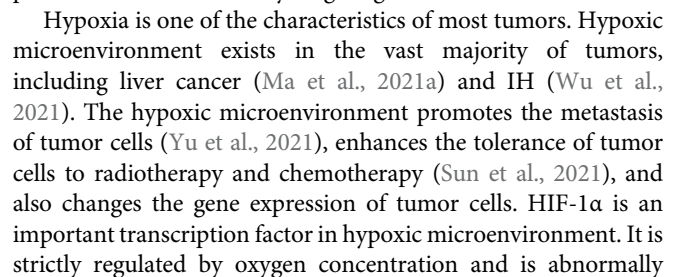 Hypoxia is one of the characteristics of most tumors. Hypoxic
microenvironment exists in the vast majority of tumors,
including liver cancer (Ma et al., 2021a) and IH (Wu et al.,
2021). The hypoxic microenvironment promotes the metastasis
of tumor cells (Yu et al., 2021), enhances the tolerance of tumor
cells to radiotherapy and chemotherapy (Sun et al., 2021), and
also changes the gene expression of tumor cells. HIF-1α is an
important transcription factor in hypoxic microenvironment. It is
strictly regulated by oxygen concentration and is abnormally